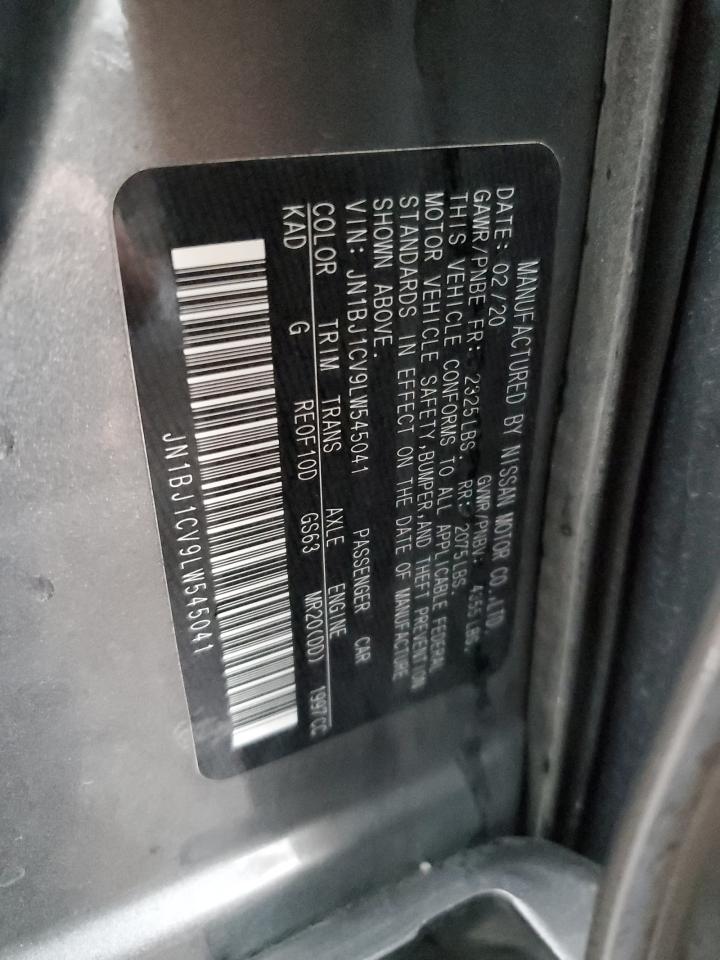 MANUFACTURED BY NISSAN MOTOR CO.,LTD.
DATE: 02/20 GVWR/PNBV:
GAWR/PNBE FR: 2325LBS. RR: 2075LBS.
THIS VEHICLE CONFORMS TO ALL APPLICABLE FEDERAL
MOTOR VEHICLE SAFETY,BUMPER,AND THEFT PREVENTION
STANDARDS IN EFFECT ON THE DATE OF MANUFACTURE
SHOWN ABOVE.
VIN: JN1BJ1CV9LW545041 PASSENGER CAR
COLOR TRIM TRANS AXLE ENGINE
KAD G RE0F10D GS63 MR20(DD) 1997CC
JN1BJ1CV9LW545041